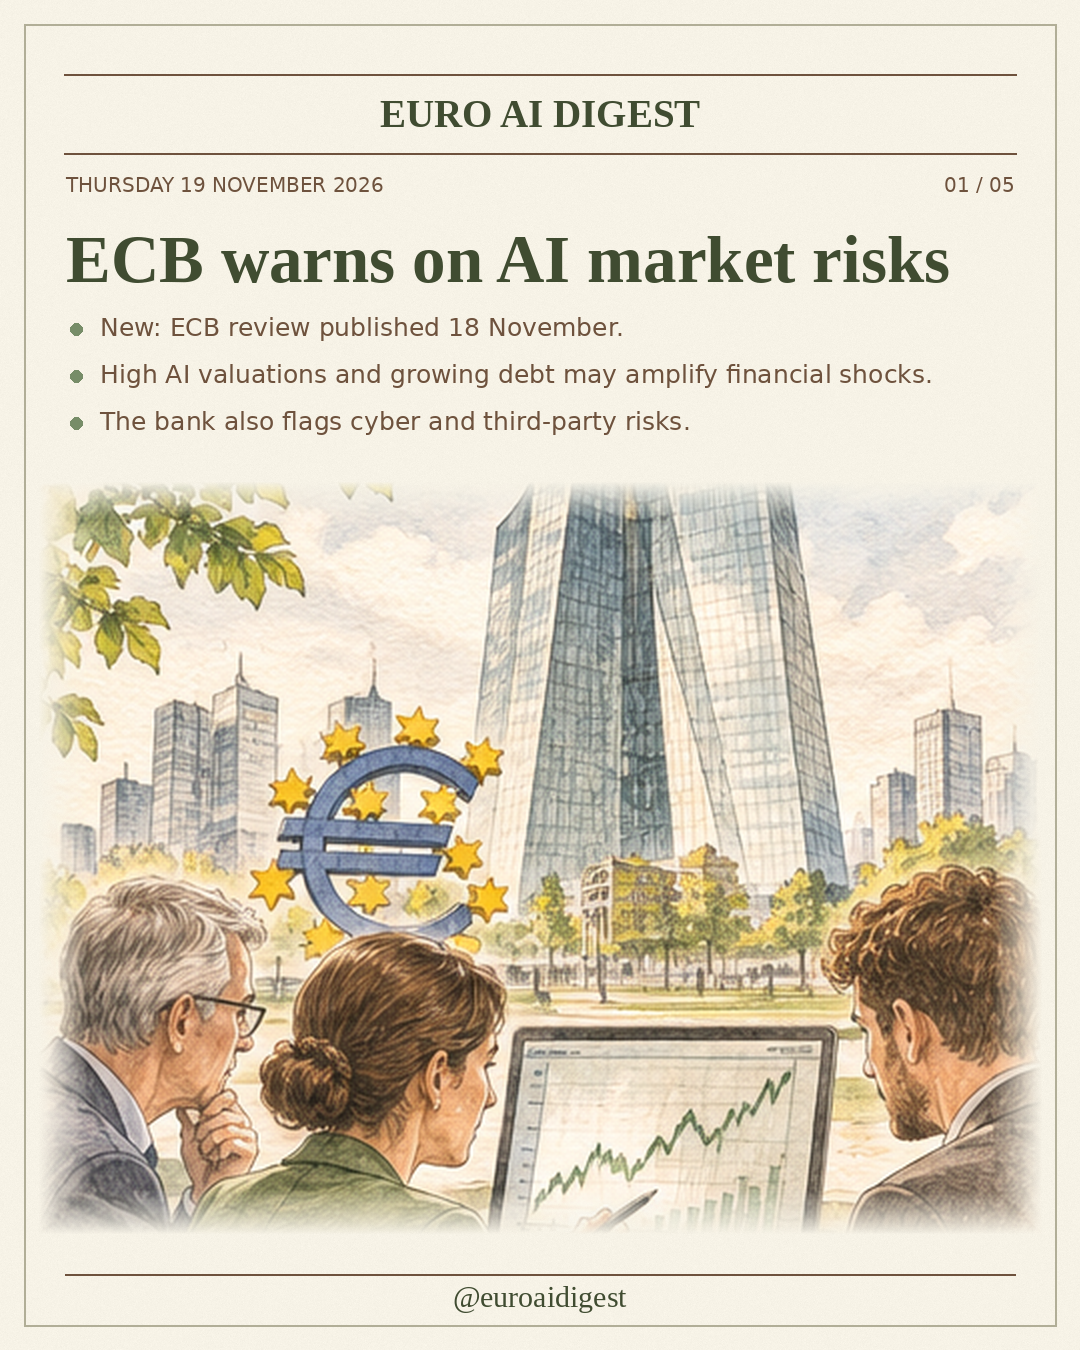 EURO AI DIGEST
THURSDAY 19 NOVEMBER 2026
01 / 05
ECB warns on AI market risks
New: ECB review published 18 November.
High AI valuations and growing debt may amplify financial shocks.
The bank also flags cyber and third-party risks.
@euroaidigest